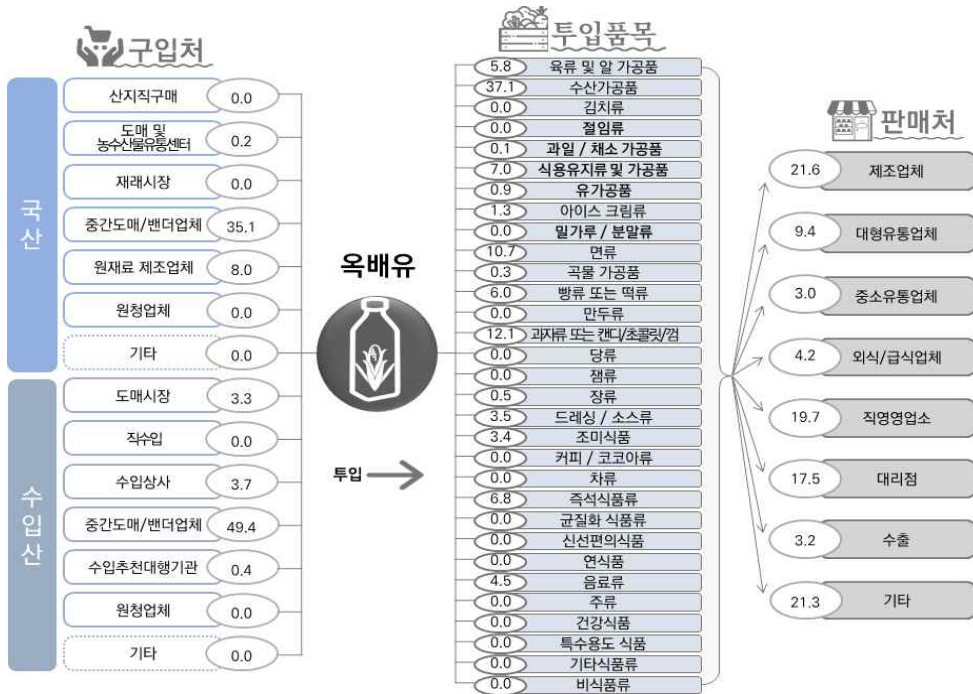 구입처
국산
산지직구매 0.0
도매 및
농수산물유통센터 0.2
재래시장 0.0
중간도매/밴더업체 35.1
원재료 제조업체 8.0
원청업체 0.0
기타 0.0
수입산
도매시장 3.3
직수입 0.0
수입상사 3.7
중간도매/밴더업체 49.4
수입추천대행기관 0.4
원청업체 0.0
기타 0.0
옥배유
투입
투입품목
5.8 육류 및 알 가공품
37.1 수산가공품
0.0 김치류
0.0 절임류
0.1 과일 / 채소 가공품
7.0 식용유지류 및 가공품
0.9 유가공품
1.3 아이스 크림류
0.0 밀가루 / 분말류
10.7 면류
0.3 곡물 가공품
6.0 빵류 또는 떡류
0.0 만두류
12.1 과자류 또는 캔디/초콜릿/껌
0.0 당류
0.0 잼류
0.5 장류
3.5 드레싱 / 소스류
3.4 조미식품
0.0 커피 / 코코아류
0.0 차류
6.8 즉석식품류
0.0 균질화 식품류
0.0 신선편의식품
0.0 연식품
4.5 음료류
0.0 주류
0.0 건강식품
0.0 특수용도 식품
0.0 기타식품류
0.0 비식품류
판매처
21.6 제조업체
9.4 대형유통업체
3.0 중소유통업체
4.2 외식/급식업체
19.7 직영영업소
17.5 대리점
3.2 수출
21.3 기타